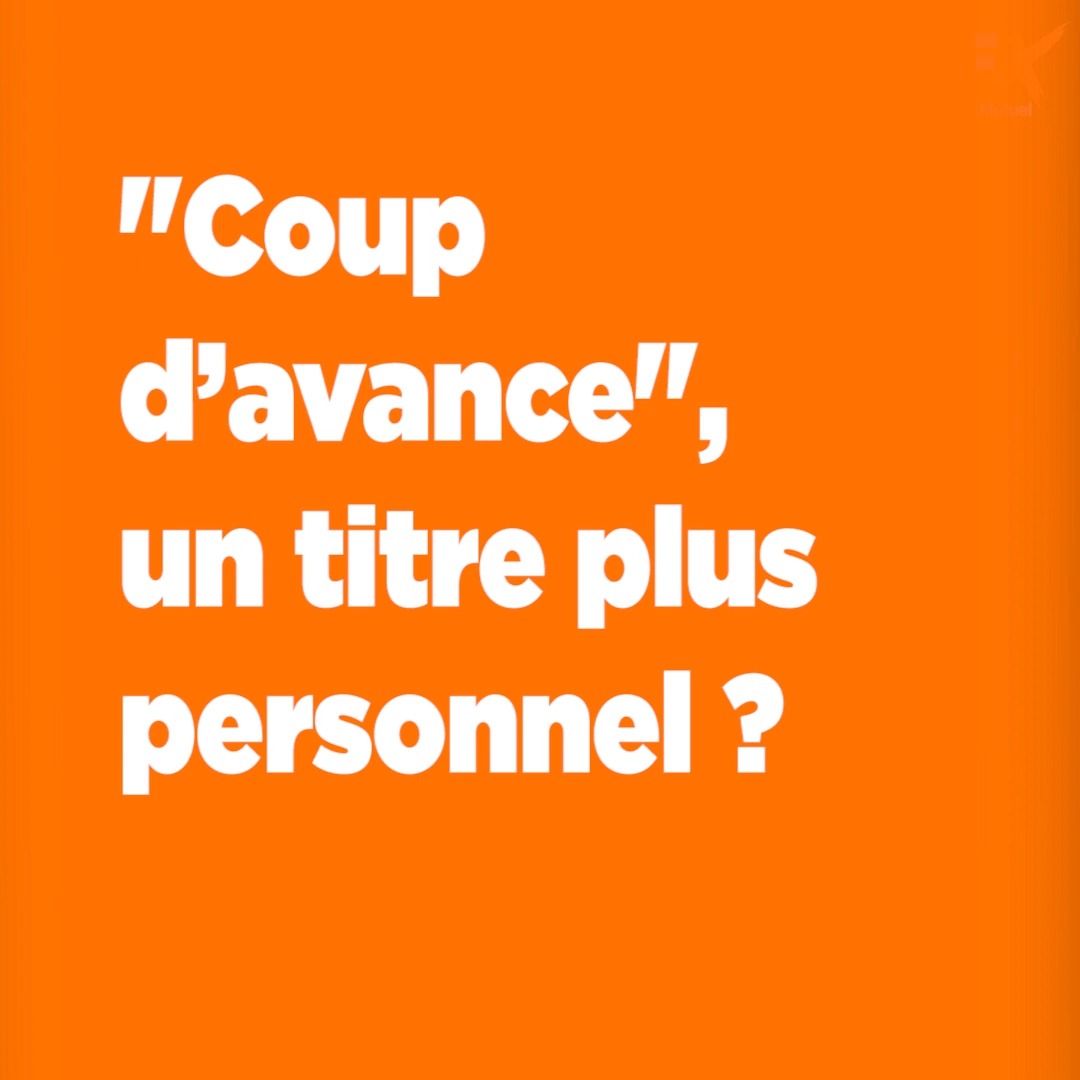 "Coup
d’avance",
un titre plus
personnel ?